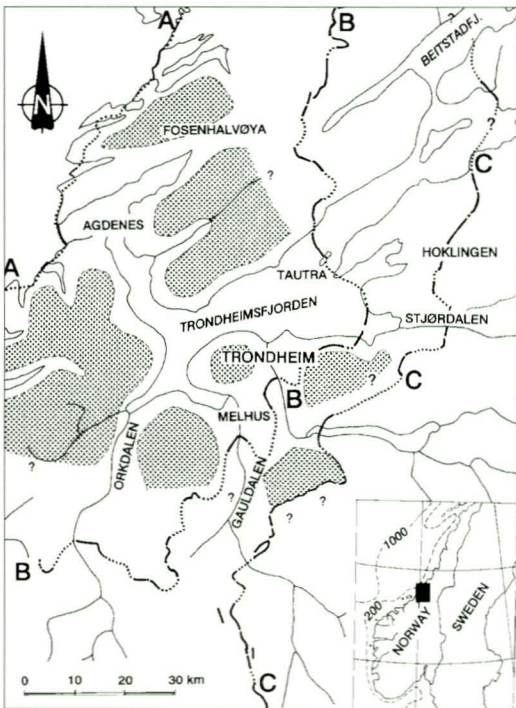 A
B
?
BEITSTADFJ.
N
FOSENHALVØYA
?
?
C
AGDENES
A
TAUTRA
HOKLINGEN
TRONDHEIMSFJORDEN
STJØRDALEN
TRONDHEIM
B
?
C
MELHUS
ORKDALEN
GAULDALEN
?
?
?
?
B
1000
200
NORWAY
SWEDEN
C
0 10 20 30 km